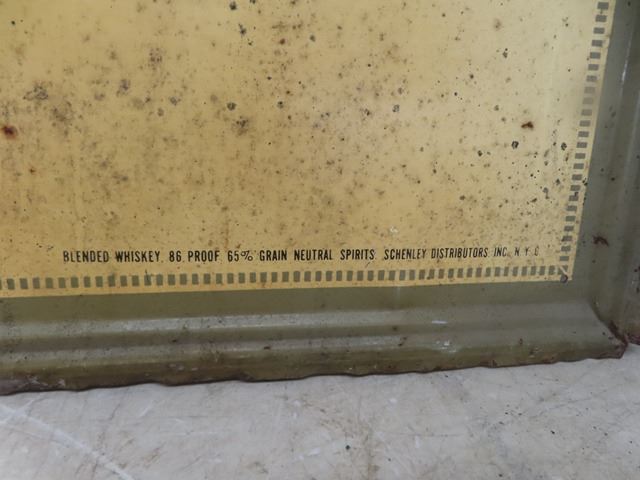 BLENDED WHISKEY. 86 PROOF. 65% GRAIN NEUTRAL SPIRITS. SCHENLEY DISTRIBUTORS INC. N.Y.C.